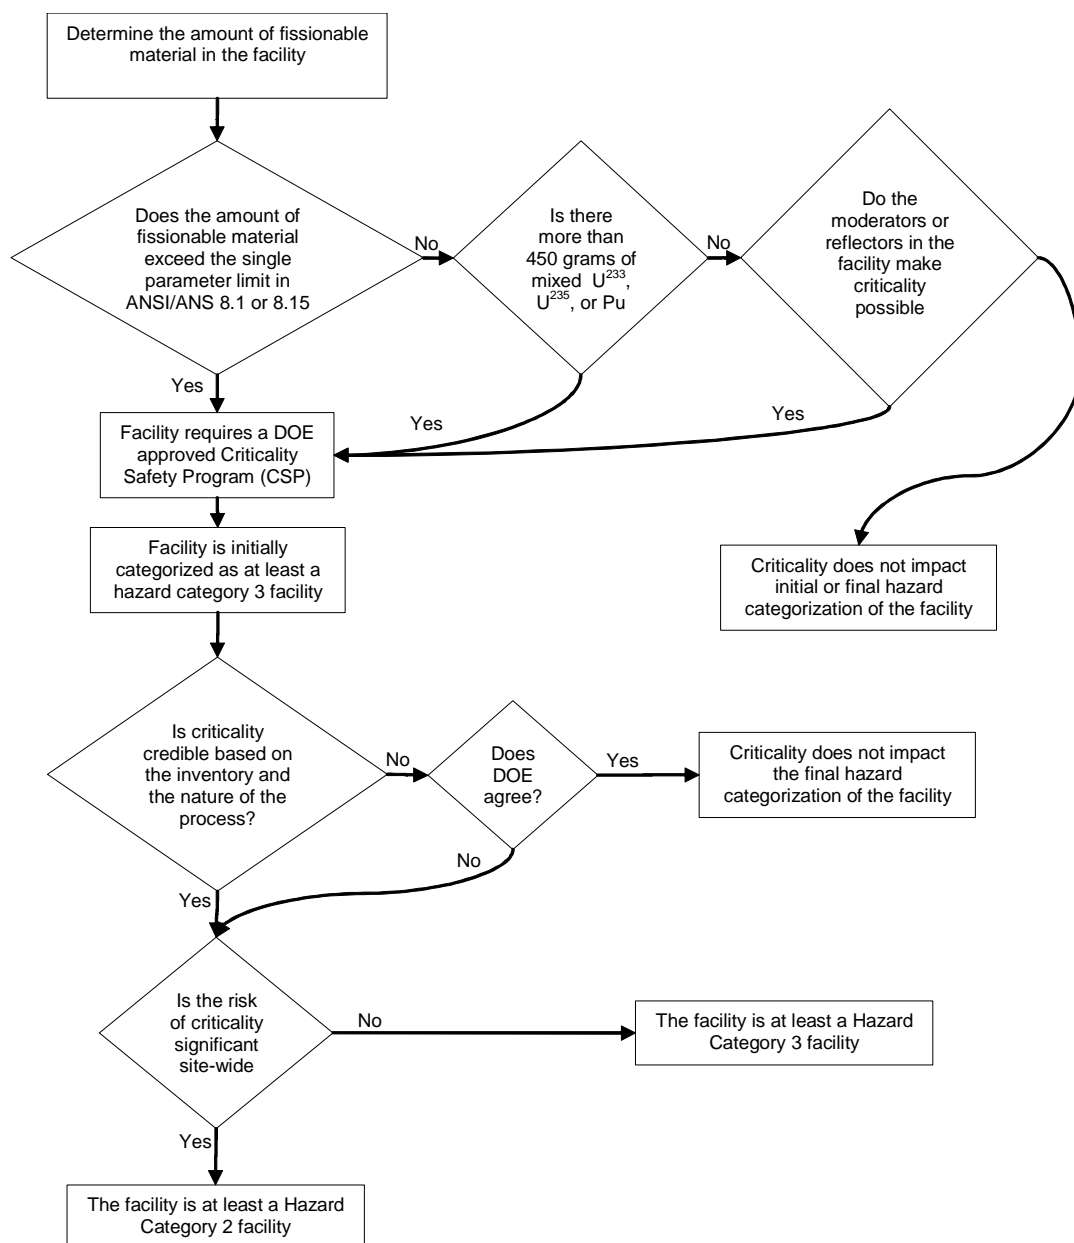 Determine the amount of fissionable
material in the facility
Does the amount of
fissionable material
exceed the single
parameter limit in
ANSI/ANS 8.1 or 8.15
No
Is there
more than
450 grams of
mixed U²³³,
U²³⁵, or Pu
No
Do the
moderators or
reflectors in the
facility make
criticality
possible
Yes
Yes
Yes
Facility requires a DOE
approved Criticality
Safety Program (CSP)
Facility is initially
categorized as at least a
hazard category 3 facility
Criticality does not impact
initial or final hazard
categorization of the facility
Is criticality
credible based on
the inventory and
the nature of the
process?
No
Does
DOE
agree?
Yes
Criticality does not impact
the final hazard
categorization of the facility
No
Yes
Is the risk
of criticality
significant
site-wide
No
The facility is at least a Hazard
Category 3 facility
Yes
The facility is at least a Hazard
Category 2 facility